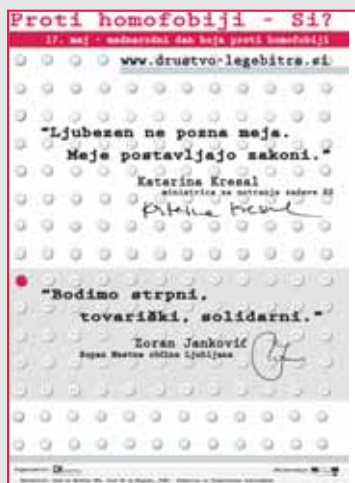 Proti homofobiji - Si?
17. maj - mednarodni dan boja proti homofobiji
www.drustvo-legebitra.si
"Ljubezen ne pozna meja.
Meje postavljajo zakoni."
Katarina Kresal
ministrica za notranje zadeve RS
Katarina Kresal
"Bodimo strpni,
tovariški, solidarni."
Zoran Janković
župan Mestne občine Ljubljana